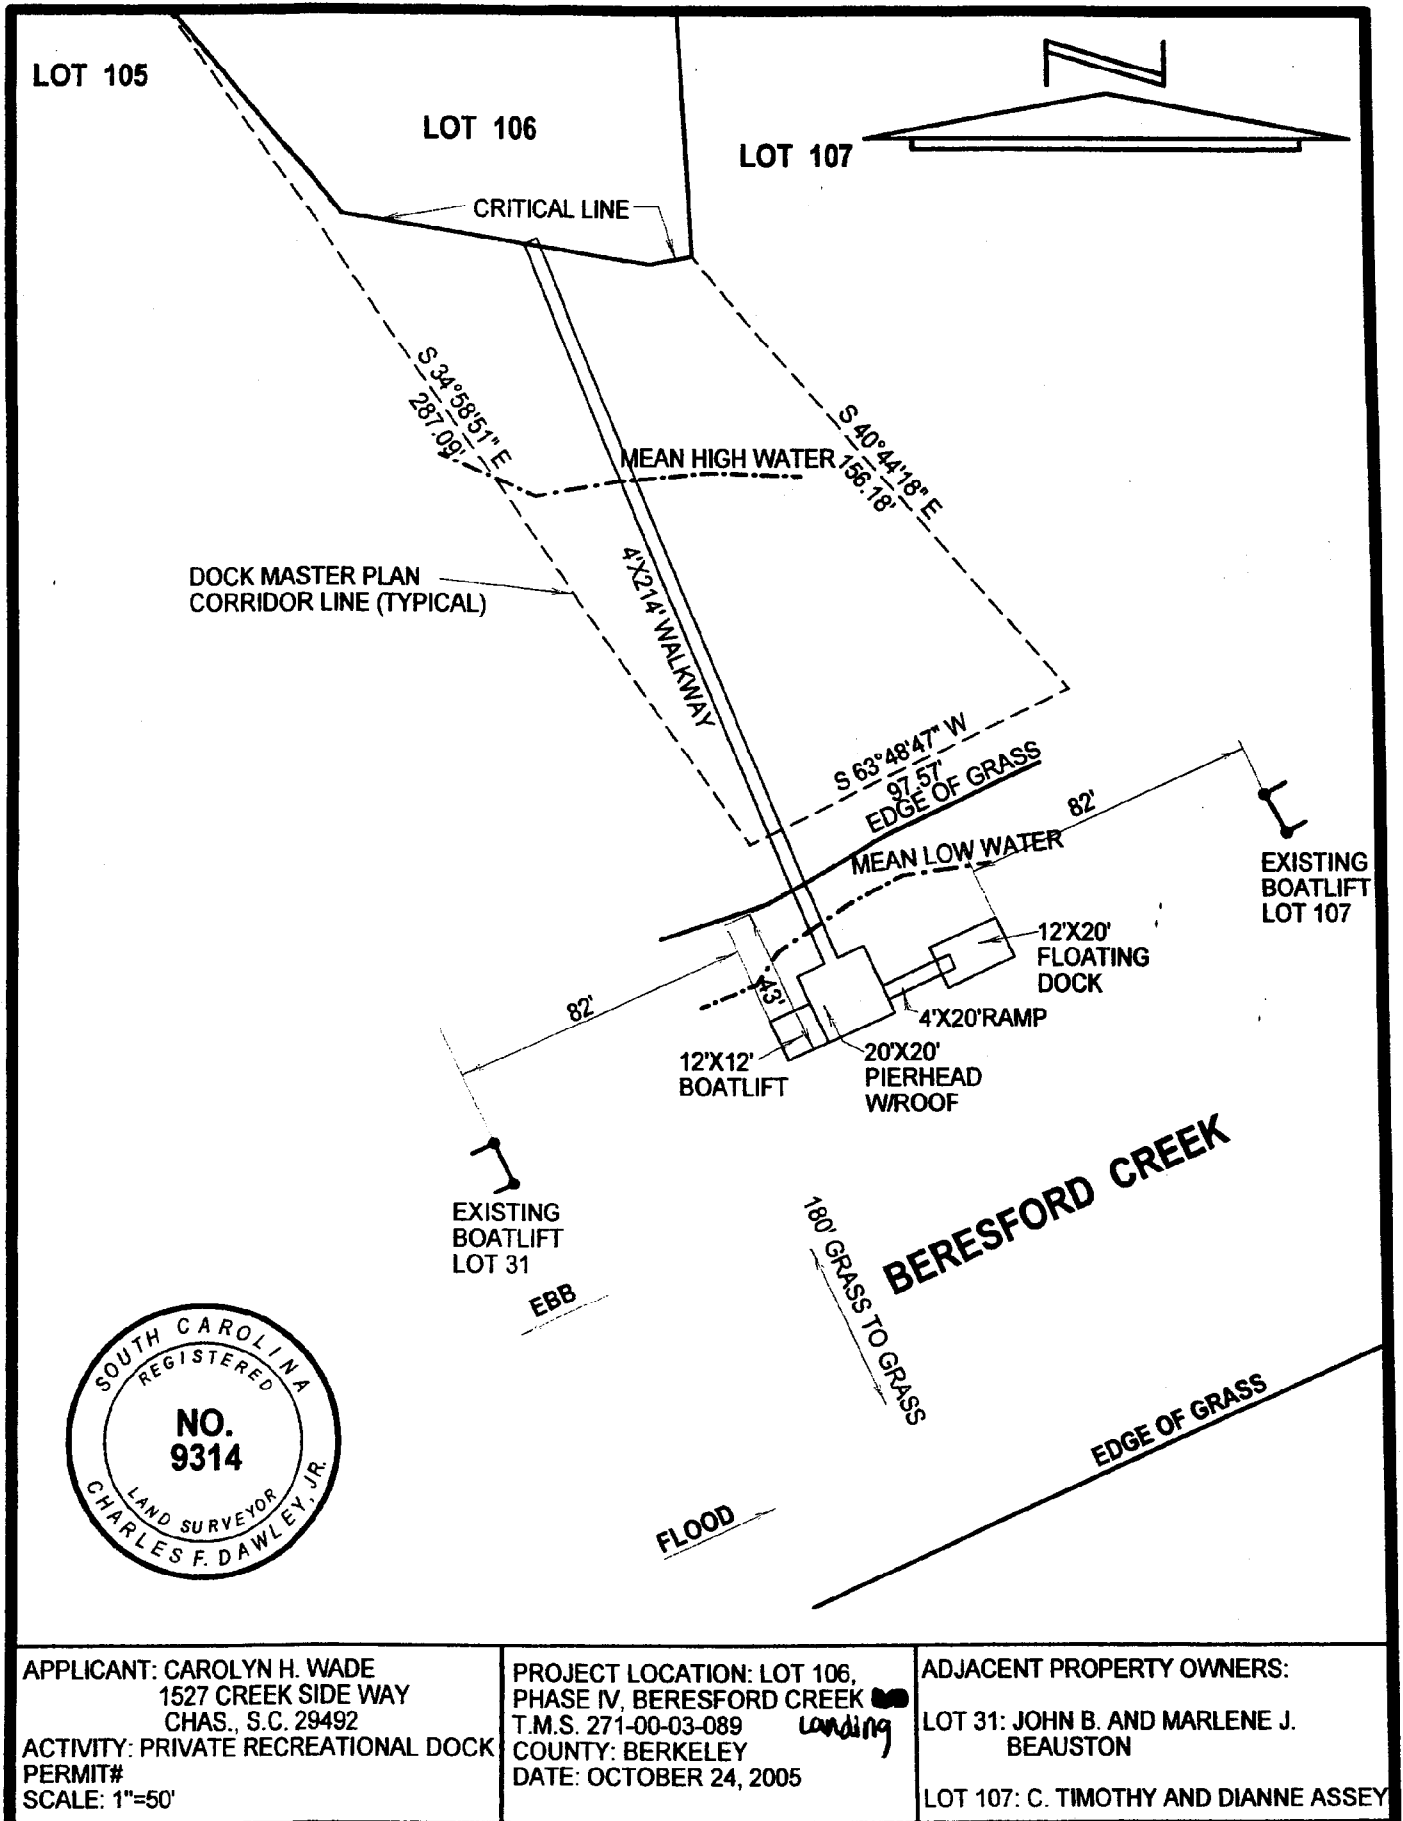 LOT 105
LOT 106
LOT 107
N
CRITICAL LINE
S 34°58'51" E
287.09'
MEAN HIGH WATER
S 40°44'18" E
156.18'
DOCK MASTER PLAN
CORRIDOR LINE (TYPICAL)
4'X214' WALKWAY
S 63°48'47" W
97.57'
EDGE OF GRASS
82'
MEAN LOW WATER
EXISTING
BOATLIFT
LOT 107
12'X20'
FLOATING
DOCK
43'
82'
4'X20'RAMP
12'X12'
BOATLIFT
20'X20'
PIERHEAD
W/ROOF
BERESFORD CREEK
EXISTING
BOATLIFT
LOT 31
180' GRASS TO GRASS
EBB
EDGE OF GRASS
FLOOD
SOUTH CAROLINA
REGISTERED
NO.
9314
LAND SURVEYOR
CHARLES F. DAWLEY, JR.
APPLICANT: CAROLYN H. WADE
1527 CREEK SIDE WAY
CHAS., S.C. 29492
ACTIVITY: PRIVATE RECREATIONAL DOCK
PERMIT#
SCALE: 1"=50'
PROJECT LOCATION: LOT 106,
PHASE IV, BERESFORD CREEK
Landing
T.M.S. 271-00-03-089
COUNTY: BERKELEY
DATE: OCTOBER 24, 2005
ADJACENT PROPERTY OWNERS:
LOT 31: JOHN B. AND MARLENE J.
BEAUSTON
LOT 107: C. TIMOTHY AND DIANNE ASSEY